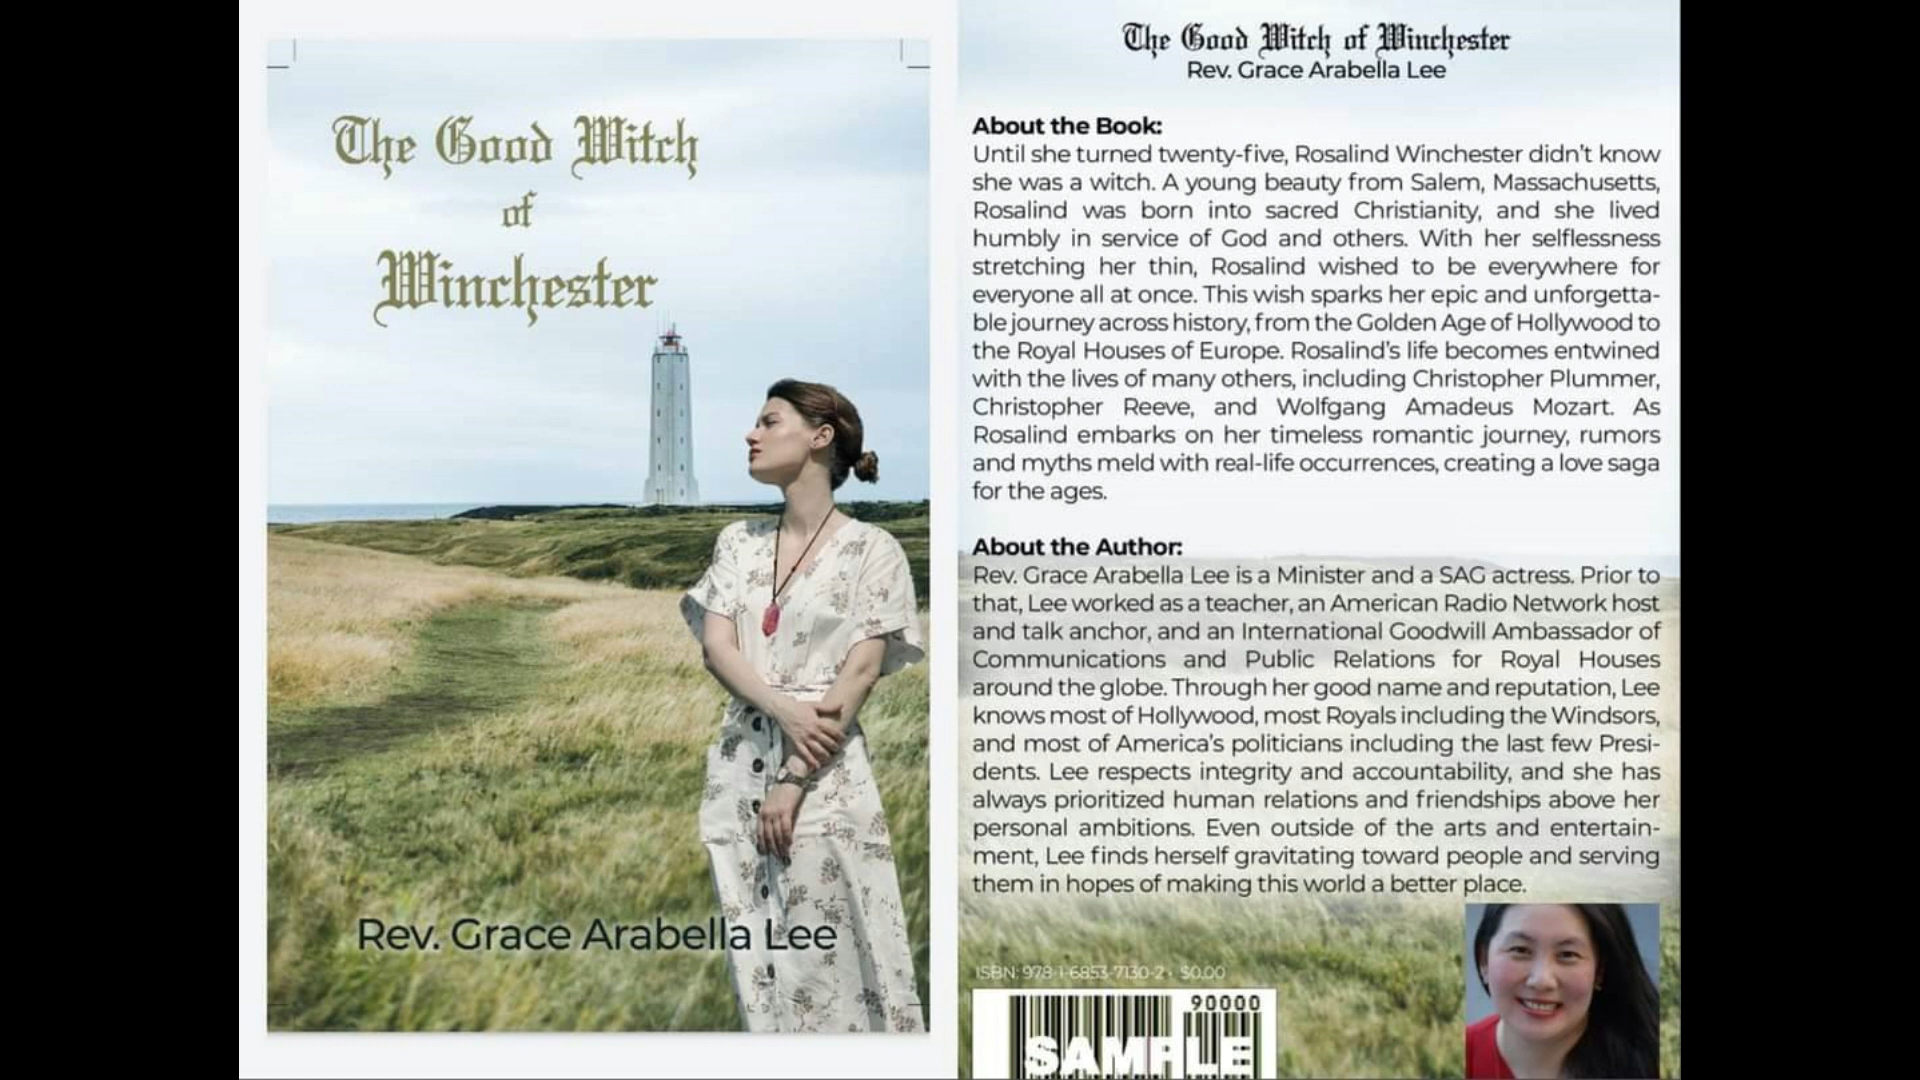 The Good Witch
of
Winchester
Rev. Grace Arabella Lee
The Good Witch of Winchester
Rev. Grace Arabella Lee
About the Book:
Until she turned twenty-five, Rosalind Winchester didn't know
she was a witch. A young beauty from Salem, Massachusetts,
Rosalind was born into sacred Christianity, and she lived
humbly in service of God and others. With her selflessness
stretching her thin, Rosalind wished to be everywhere for
everyone all at once. This wish sparks her epic and unforgetta-
ble journey across history, from the Golden Age of Hollywood to
the Royal Houses of Europe. Rosalind's life becomes entwined
with the lives of many others, including Christopher Plummer,
Christopher Reeve, and Wolfgang Amadeus Mozart. As
Rosalind embarks on her timeless romantic journey, rumors
and myths meld with real-life occurrences, creating a love saga
for the ages.
About the Author:
Rev. Grace Arabella Lee is a Minister and a SAG actress. Prior to
that, Lee worked as a teacher, an American Radio Network host
and talk anchor, and an International Goodwill Ambassador of
Communications and Public Relations for Royal Houses
around the globe. Through her good name and reputation, Lee
knows most of Hollywood, most Royals including the Windsors,
and most of America's politicians including the last few Presi-
dents. Lee respects integrity and accountability, and she has
always prioritized human relations and friendships above her
personal ambitions. Even outside of the arts and entertain-
ment, Lee finds herself gravitating toward people and serving
them in hopes of making this world a better place.
ISBN: 978-1-6853-7130-2 • $0.00
90000
SAMPLE